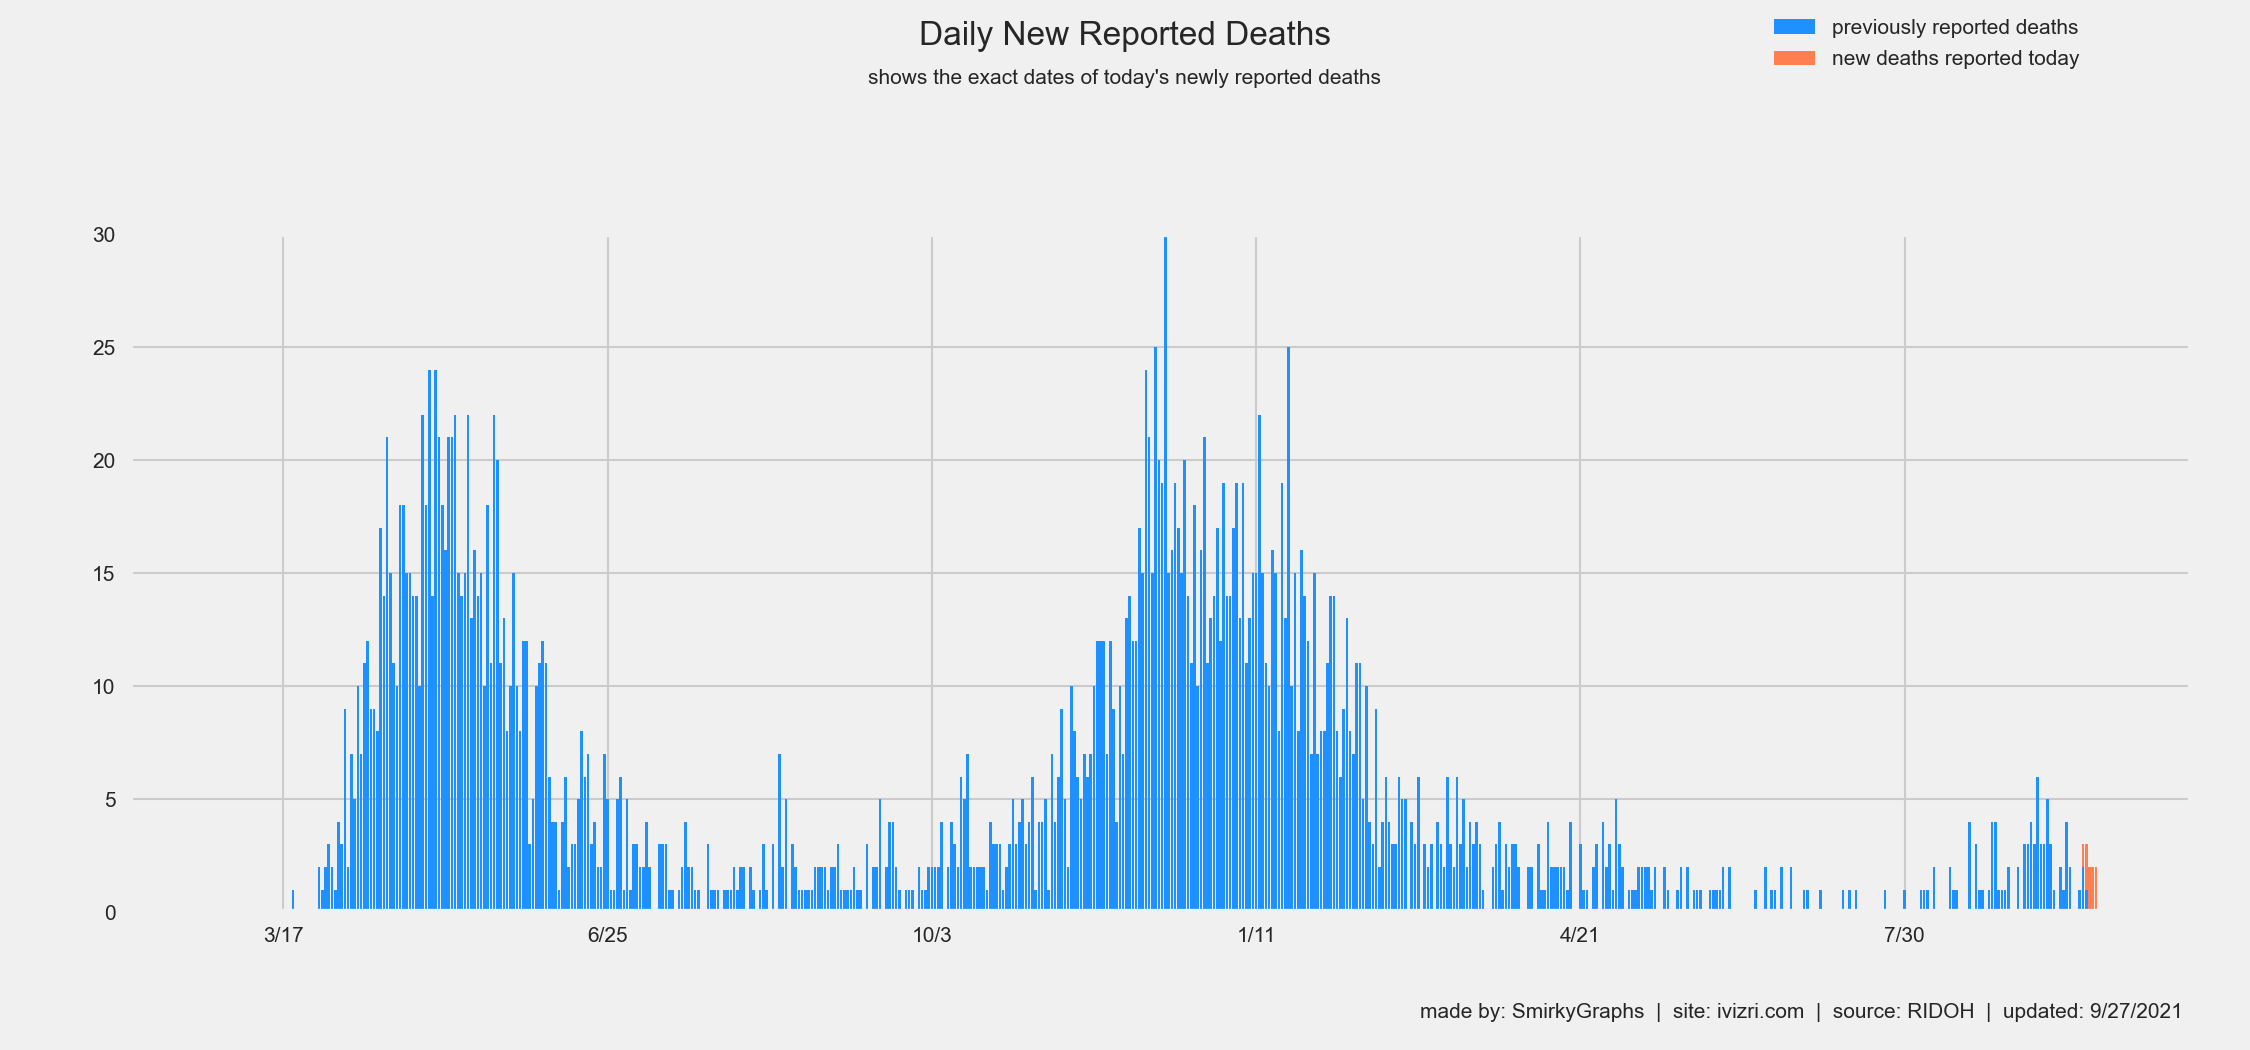 Daily New Reported Deaths
shows the exact dates of today's newly reported deaths
previously reported deaths
new deaths reported today
30
25
20
15
10
5
0
3/17 6/25 10/3 1/11 4/21 7/30
made by: SmirkyGraphs | site: ivizri.com | source: RIDOH | updated: 9/27/2021